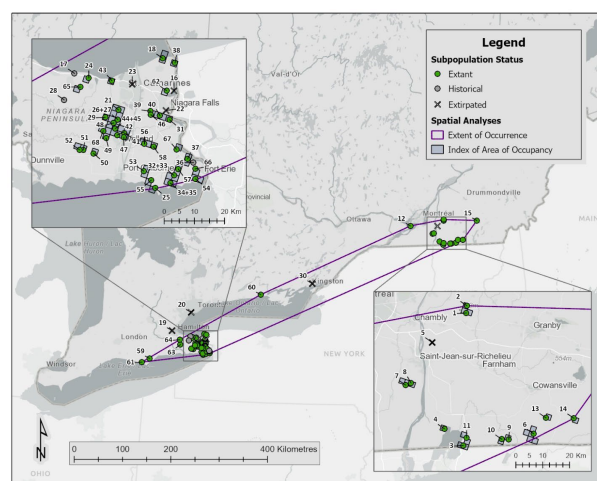 Legend
Subpopulation Status
Extant
Historical
Extirpated
Spatial Analyses
Extent of Occurrence
Index of Area of Occupancy
17
24
43
23
18
38
16
Catharines
65
28
Niagara Falls
22
NIAGARA
PENINSULA
21
39
40
26+27
29
44+45
42
46
31
48
56
67
52
51
68
49
47
41
58
37
Dunnville
50
53
32+33
36
66
Fort Erie
57
54
55
25
34+35
0 5 10 20 Km
Val-d'Or
Drummondville
Ottawa
12
Montréal
15
MAIN
Lake Huron
60
30
Kingston
20
Toronto
19
Hamilton
London
64
63
59
61
Windsor
NEW YORK
OHIO
N
0 100 200 400 Kilometres
2
Chambly
1
Granby
5
Saint-Jean-sur-Richelieu
Farnham
7
8
Cowansville
4
11
3
10
9
6
13
14
0 5 10 20 Km